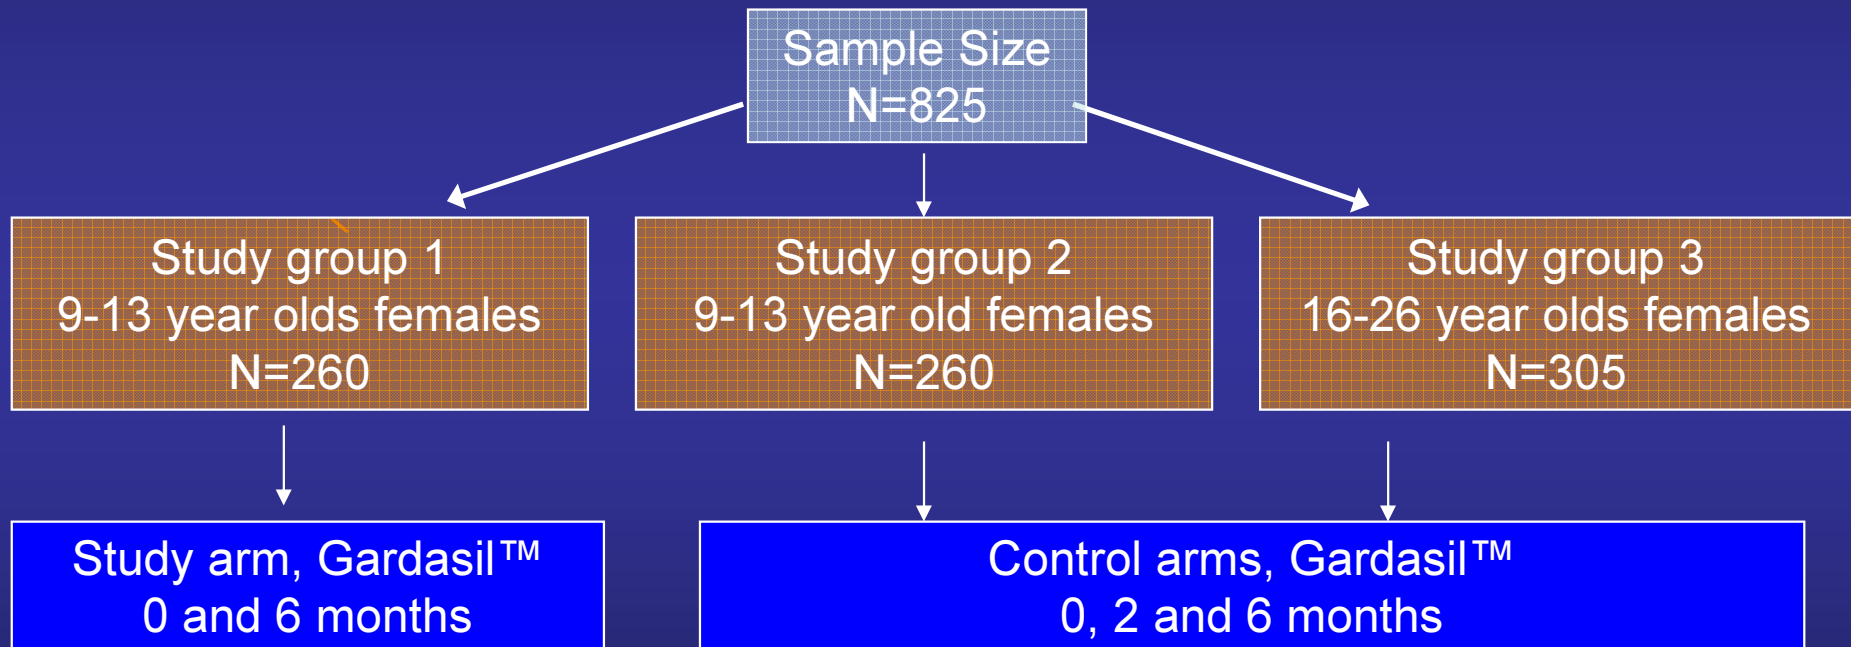 Sample Size
N=825
Study group 1
9-13 year olds females
N=260
Study group 2
9-13 year old females
N=260
Study group 3
16-26 year olds females
N=305
Study arm, Gardasil™
0 and 6 months
Control arms, Gardasil™
0, 2 and 6 months